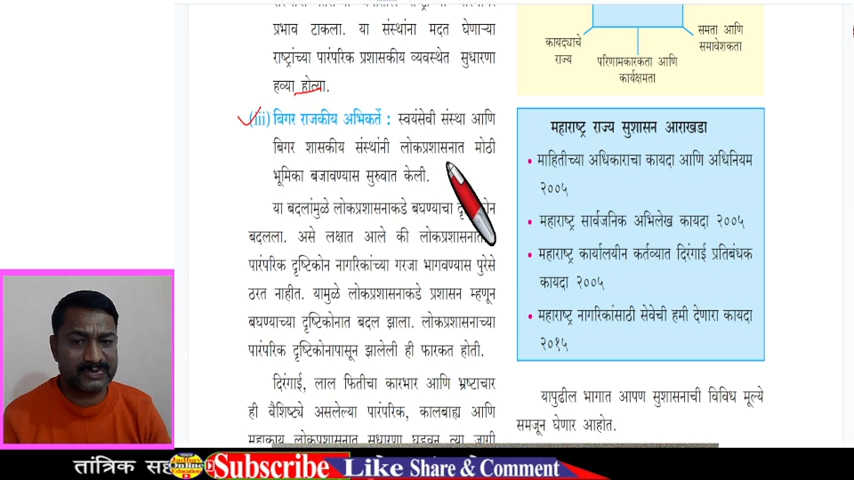 प्रभाव टाकला. या संस्थांना मदत घेणाऱ्या
राष्ट्रांच्या पारंपरिक प्रशासकीय व्यवस्थेत सुधारणा
हव्या होत्या.
(iii) बिगर राजकीय अभिकर्ते : स्वयंसेवी संस्था आणि
बिगर शासकीय संस्थांनी लोकप्रशासनात मोठी
भूमिका बजावण्यास सुरुवात केली.
या बदलांमुळे लोकप्रशासनाकडे बघण्याचा
बदलला. असे लक्षात आले की
पारंपरिक दृष्टिकोन नागरिकांच्या गरजा भागवण्यास पुरेसे
ठरत नाहीत. यामुळे लोकप्रशासनाकडे प्रशासन म्हणून
बघण्याच्या दृष्टिकोनात बदल झाला. लोकप्रशासनाच्या
पारंपरिक दृष्टिकोनापासून झालेली ही फारकत होती.
दिरंगाई, लाल फितीचा कारभार आणि भ्रष्टाचार
ही वैशिष्ट्ये असलेल्या पारंपरिक, कालबाह्य आणि
महाकाय लोकप्रशासनात सुधारणा घडवून त्या जागी
कायद्याचे
राज्य
परिणामकारकता आणि
कार्यक्षमता
समता आणि
समावेशकता
महाराष्ट्र राज्य सुशासन आराखडा
• माहितीच्या अधिकाराचा कायदा आणि अधिनियम
२००५
• महाराष्ट्र सार्वजनिक अभिलेख कायदा २००५
• महाराष्ट्र कार्यालयीन कर्तव्यात दिरंगाई प्रतिबंधक
कायदा २००५
• महाराष्ट्र नागरिकांसाठी सेवेची हमी देणारा कायदा
२०१५
यापुढील भागात आपण सुशासनाची विविध मूल्ये
समजून घेणार आहोत.
तांत्रिक
Online
Subscribe Like Share & Comment